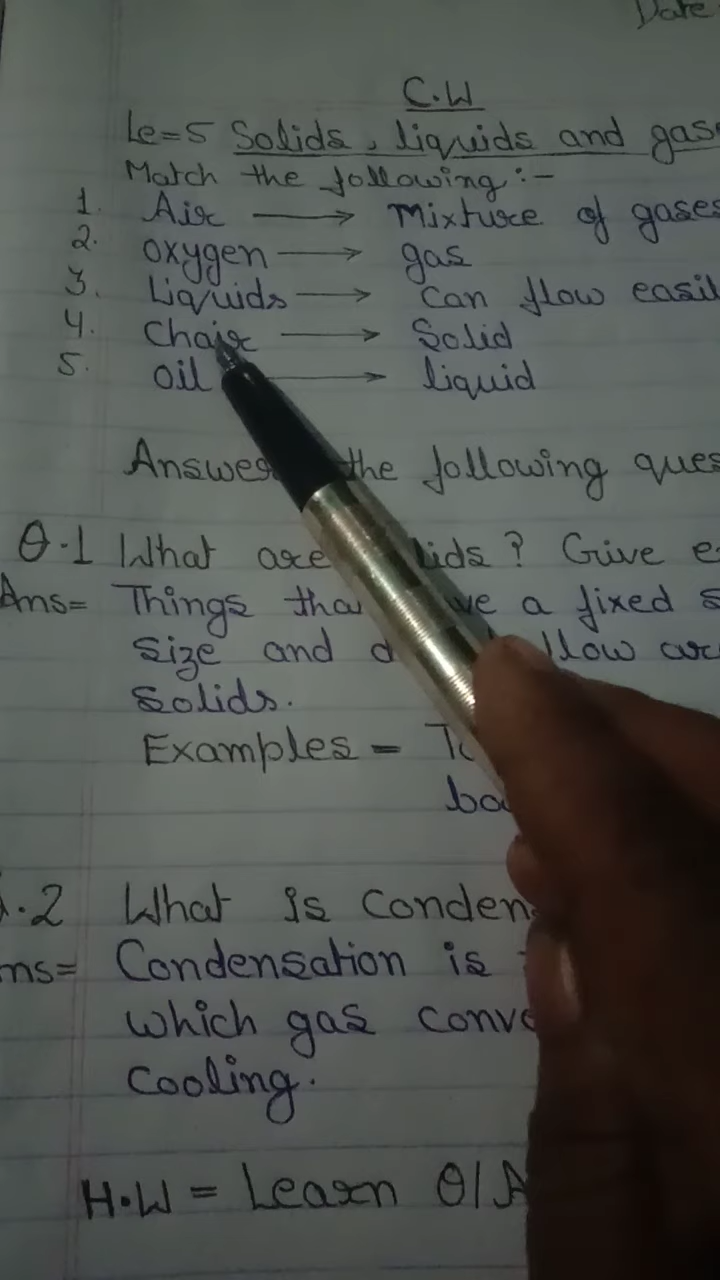 Date
C.W
Le=5 Solids, liquids and gas
Match the following:-
1. Air → Mixture of gases
2. Oxygen → gas
3. Liquids → Can flow easil
4. Chair → Solid
5. Oil → liquid
Answer the following ques
Q.1 What are lids? Give e
Ans= Things tha ve a fixed s
size and d flow are
Solids.
Examples = T
bo
.2 What is conden
ns= Condensation is
which gas conve
Cooling.
H.W = Learn Q/A